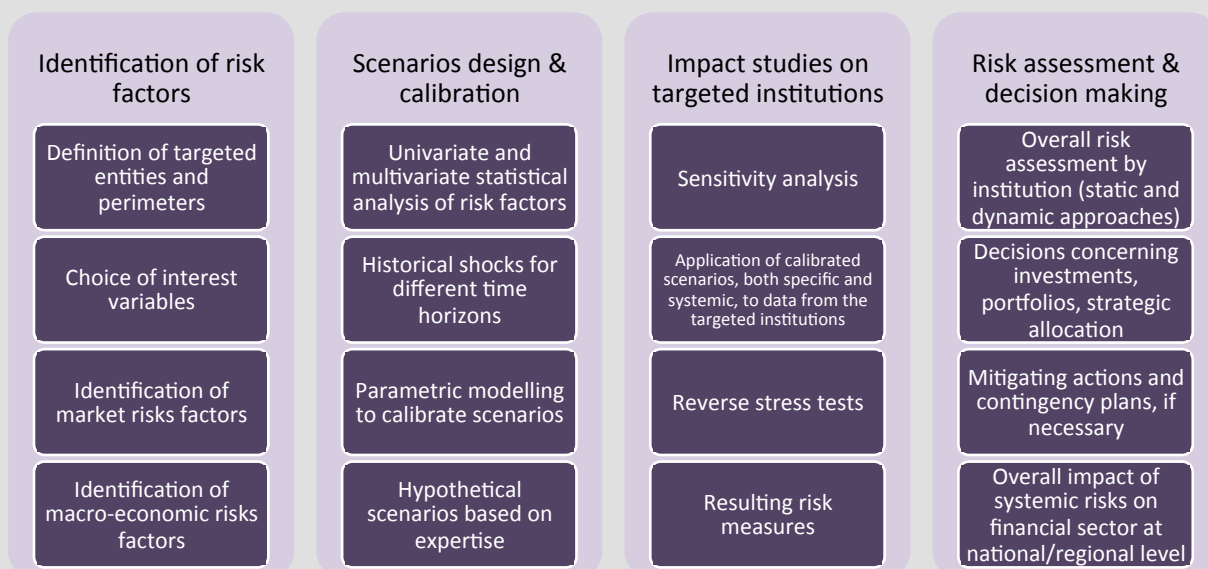 Identification of risk
factors
Definition of targeted
entities and
perimeters
Choice of interest
variables
Identification of
market risks factors
Identification of
macro-economic risks
factors
Scenarios design &
calibration
Univariate and
multivariate statistical
analysis of risk factors
Historical shocks for
different time
horizons
Parametric modelling
to calibrate scenarios
Hypothetical
scenarios based on
expertise
Impact studies on
targeted institutions
Sensitivity analysis
Application of calibrated
scenarios, both specific and
systemic, to data from the
targeted institutions
Reverse stress tests
Resulting risk
measures
Risk assessment &
decision making
Overall risk
assessment by
institution (static and
dynamic approaches)
Decisions concerning
investments,
portfolios, strategic
allocation
Mitigating actions and
contingency plans, if
necessary
Overall impact of
systemic risks on
financial sector at
national/regional level